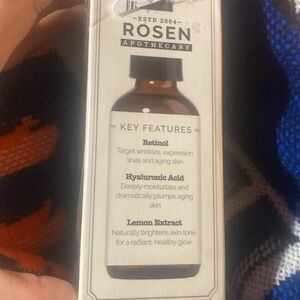 ESTD 2004
ROSEN
APOTHECARY
KEY FEATURES
Retinol
Target wrinkles, expression
lines and aging skin
Hyaluronic Acid
Deeply moisturizes and
dramatically plumps aging
skin
Lemon Extract
Naturally brightens skin tone
for a radiant, healthy glow